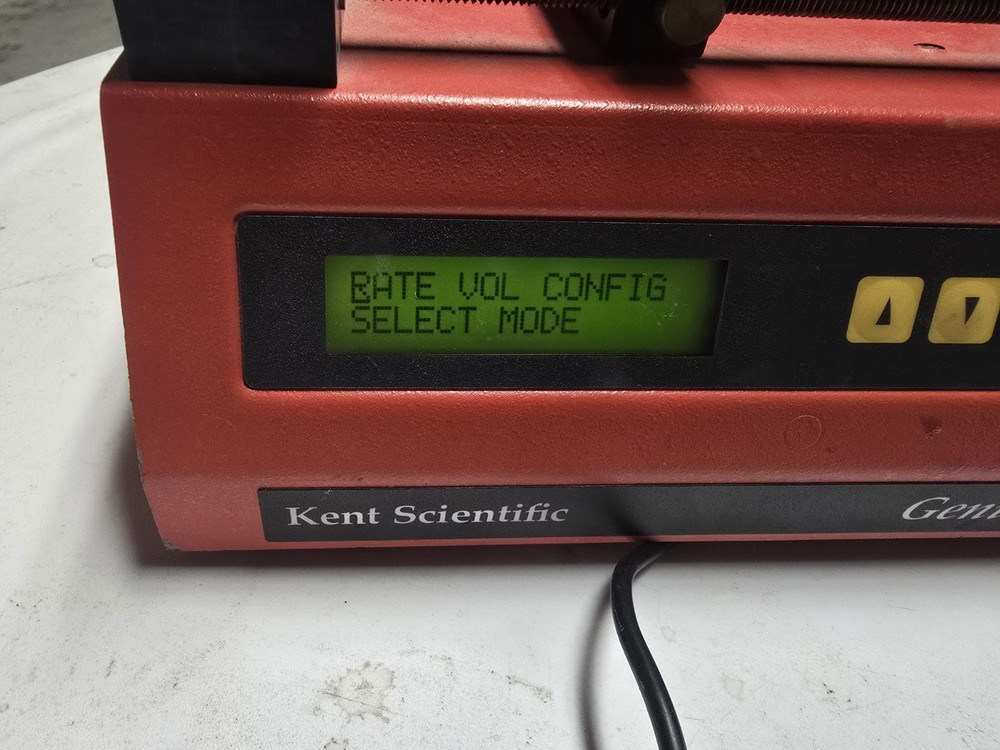 RATE VOL CONFIG
SELECT MODE
Kent Scientific